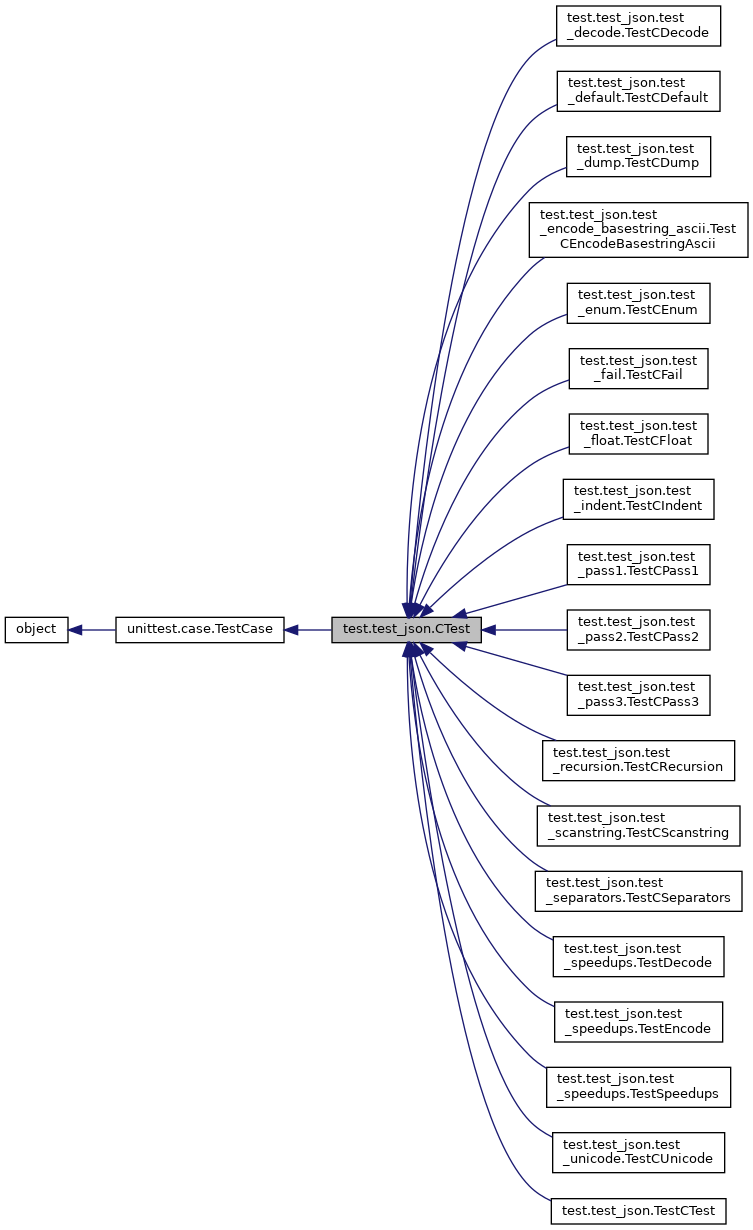 test.test_json.test
_decode.TestCDecode
test.test_json.test
_default.TestCDefault
test.test_json.test
_dump.TestCDump
test.test_json.test
_encode_basestring_ascii.Test
CEncodeBasestringAscii
test.test_json.test
_enum.TestCEnum
test.test_json.test
_fail.TestCFail
test.test_json.test
_float.TestCFloat
test.test_json.test
_indent.TestCIndent
test.test_json.test
_pass1.TestCPass1
object
unittest.case.TestCase
test.test_json.CTest
test.test_json.test
_pass2.TestCPass2
test.test_json.test
_pass3.TestCPass3
test.test_json.test
_recursion.TestCRecursion
test.test_json.test
_scanstring.TestCScanstring
test.test_json.test
_separators.TestCSeparators
test.test_json.test
_speedups.TestDecode
test.test_json.test
_speedups.TestEncode
test.test_json.test
_speedups.TestSpeedups
test.test_json.test
_unicode.TestCUnicode
test.test_json.TestCTest